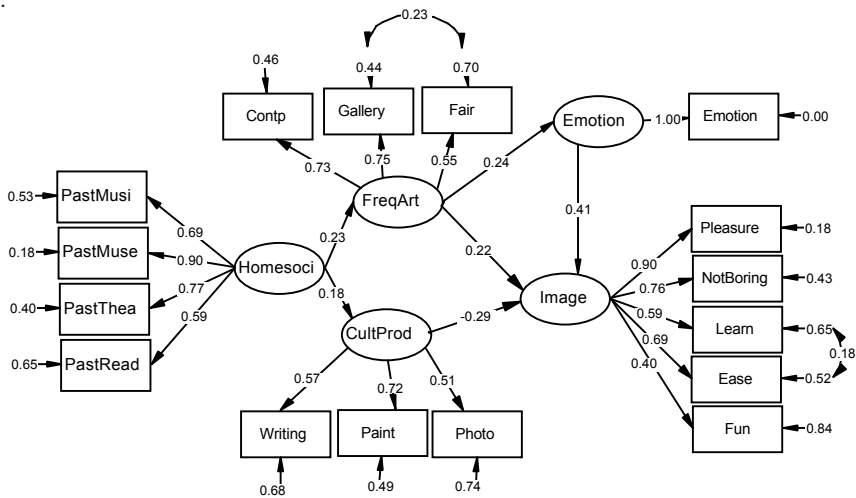 .
0.23
0.46
0.44
0.70
Contp
Gallery
Fair
Emotion
1.00
Emotion
0.00
0.73
0.75
0.55
0.24
0.53
PastMusi
FreqArt
0.41
0.69
0.23
0.22
Pleasure
0.18
0.18
PastMuse
0.90
Homesoci
0.90
NotBoring
0.43
0.77
0.76
0.40
PastThea
0.18
Image
0.59
0.59
Learn
0.65
CultProd
-0.29
0.69
0.18
0.65
PastRead
0.40
Ease
0.52
0.57
0.72
0.51
Writing
Paint
Photo
Fun
0.84
0.68
0.49
0.74